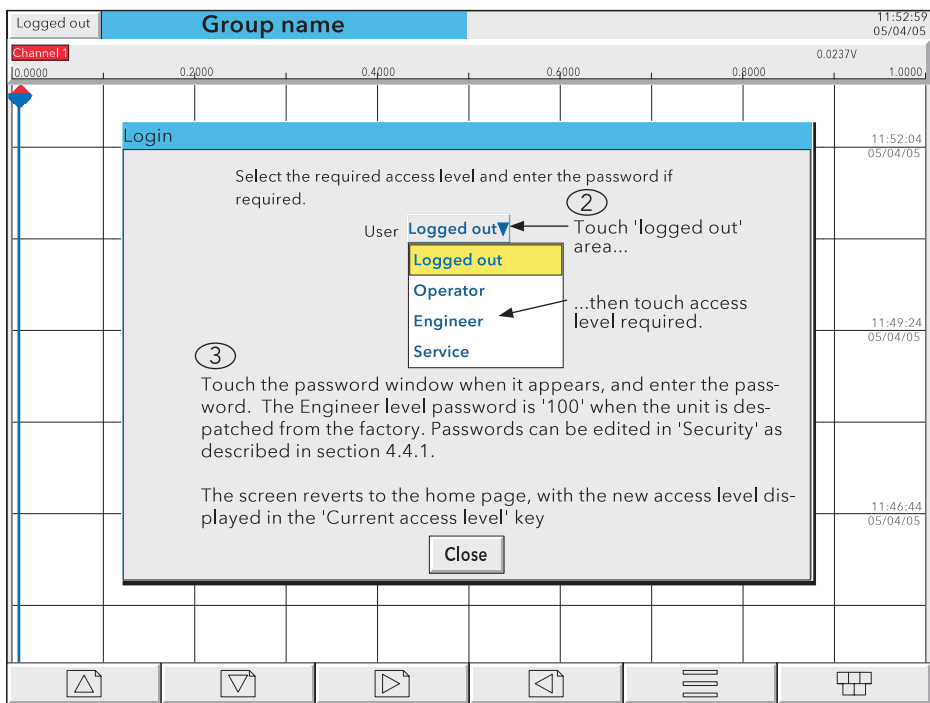 Logged out
Group name
11:52:59
05/04/05
Channel 1
0.0237V
0.0000 0.2000 0.4000 0.6000 0.8000 1.0000
11:52:04
05/04/05
Login
Select the required access level and enter the password if
required.
2
User Logged out
Touch 'logged out'
area...
Logged out
Operator
Engineer
Service
...then touch access
level required.
11:49:24
05/04/05
3
Touch the password window when it appears, and enter the pass-
word. The Engineer level password is '100' when the unit is des-
patched from the factory. Passwords can be edited in 'Security' as
described in section 4.4.1.
The screen reverts to the home page, with the new access level dis-
played in the 'Current access level' key
11:46:44
05/04/05
Close